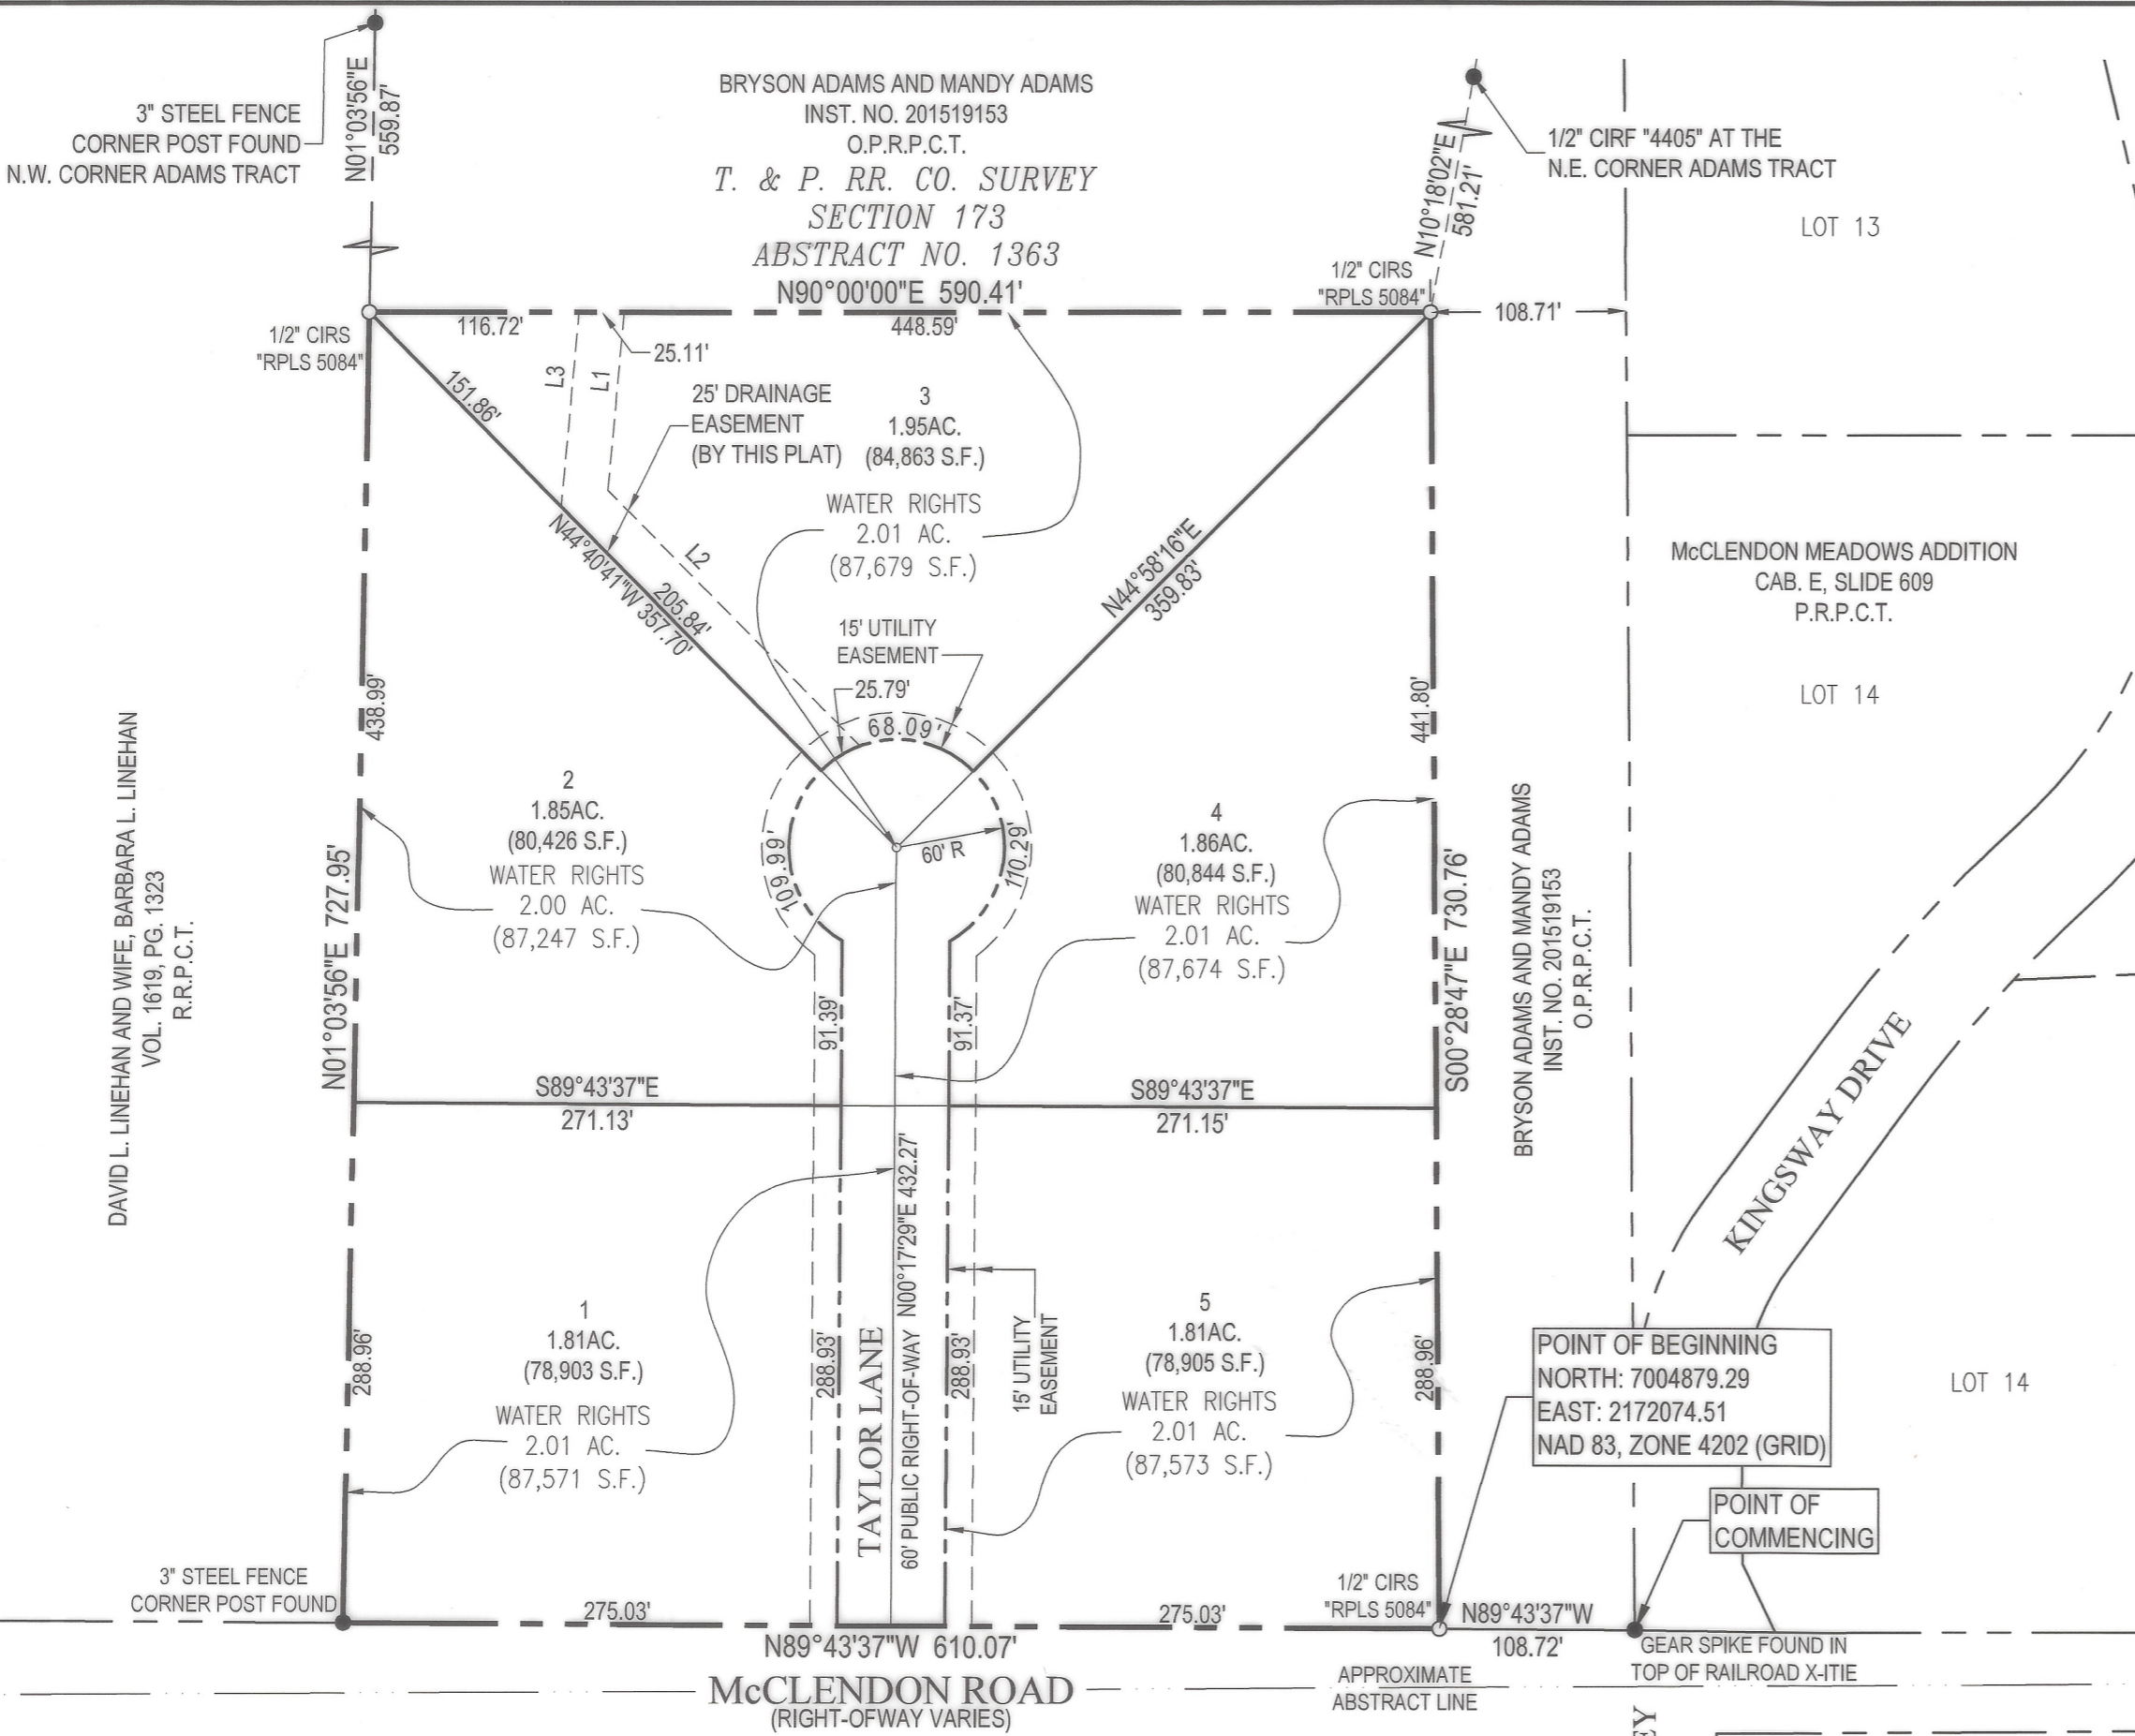 3" STEEL FENCE
CORNER POST FOUND
N.W. CORNER ADAMS TRACT
N01°03'56"E
559.87'
BRYSON ADAMS AND MANDY ADAMS
INST. NO. 201519153
O.P.R.P.C.T.
T. & P. RR. CO. SURVEY
SECTION 173
ABSTRACT NO. 1363
N90°00'00"E 590.41'
N10°18'02"E
581.21'
1/2" CIRF "4405" AT THE
N.E. CORNER ADAMS TRACT
LOT 13
1/2" CIRS
"RPLS 5084"
108.71'
1/2" CIRS
"RPLS 5084"
116.72'
448.59'
25.11'
L3
L1
151.86'
25' DRAINAGE
EASEMENT
(BY THIS PLAT)
3
1.95AC.
(84,863 S.F.)
WATER RIGHTS
2.01 AC.
(87,679 S.F.)
L2
N44°40'41"W 357.70'
205.84'
N44°58'16"E
359.83'
15' UTILITY
EASEMENT
25.79'
68.09'
McCLENDON MEADOWS ADDITION
CAB. E, SLIDE 609
P.R.P.C.T.
LOT 14
438.99'
441.80'
DAVID L. LINEHAN AND WIFE, BARBARA L. LINEHAN
VOL. 1619, PG. 1323
R.R.P.C.T.
2
1.85AC.
(80,426 S.F.)
WATER RIGHTS
2.00 AC.
(87,247 S.F.)
109.99'
60' R
110.29'
4
1.86AC.
(80,844 S.F.)
WATER RIGHTS
2.01 AC.
(87,674 S.F.)
BRYSON ADAMS AND MANDY ADAMS
INST. NO. 201519153
O.P.R.P.C.T.
N01°03'56"E 727.95'
S00°28'47"E 730.76'
91.39'
91.37'
S89°43'37"E
271.13'
S89°43'37"E
271.15'
KINGSWAY DRIVE
TAYLOR LANE
60' PUBLIC RIGHT-OF-WAY N00°17'29"E 432.27'
1
1.81AC.
(78,903 S.F.)
WATER RIGHTS
2.01 AC.
(87,571 S.F.)
288.96'
288.93'
288.93'
15' UTILITY
EASEMENT
5
1.81AC.
(78,905 S.F.)
WATER RIGHTS
2.01 AC.
(87,573 S.F.)
288.96'
POINT OF BEGINNING
NORTH: 7004879.29
EAST: 2172074.51
NAD 83, ZONE 4202 (GRID)
LOT 14
POINT OF
COMMENCING
3" STEEL FENCE
CORNER POST FOUND
275.03'
275.03'
1/2" CIRS
"RPLS 5084"
N89°43'37"W
108.72'
N89°43'37"W 610.07'
GEAR SPIKE FOUND IN
TOP OF RAILROAD X-ITIE
McCLENDON ROAD
(RIGHT-OFWAY VARIES)
APPROXIMATE
ABSTRACT LINE
EY